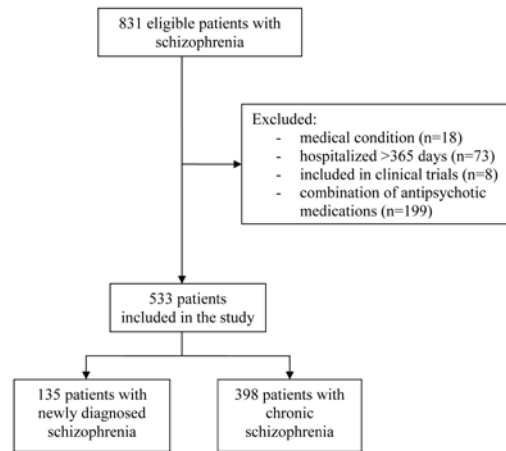 831 eligible patients with
schizophrenia
Excluded:
- medical condition (n=18)
- hospitalized >365 days (n=73)
- included in clinical trials (n=8)
- combination of antipsychotic
medications (n=199)
533 patients
included in the study
135 patients with
newly diagnosed
schizophrenia
398 patients with
chronic
schizophrenia